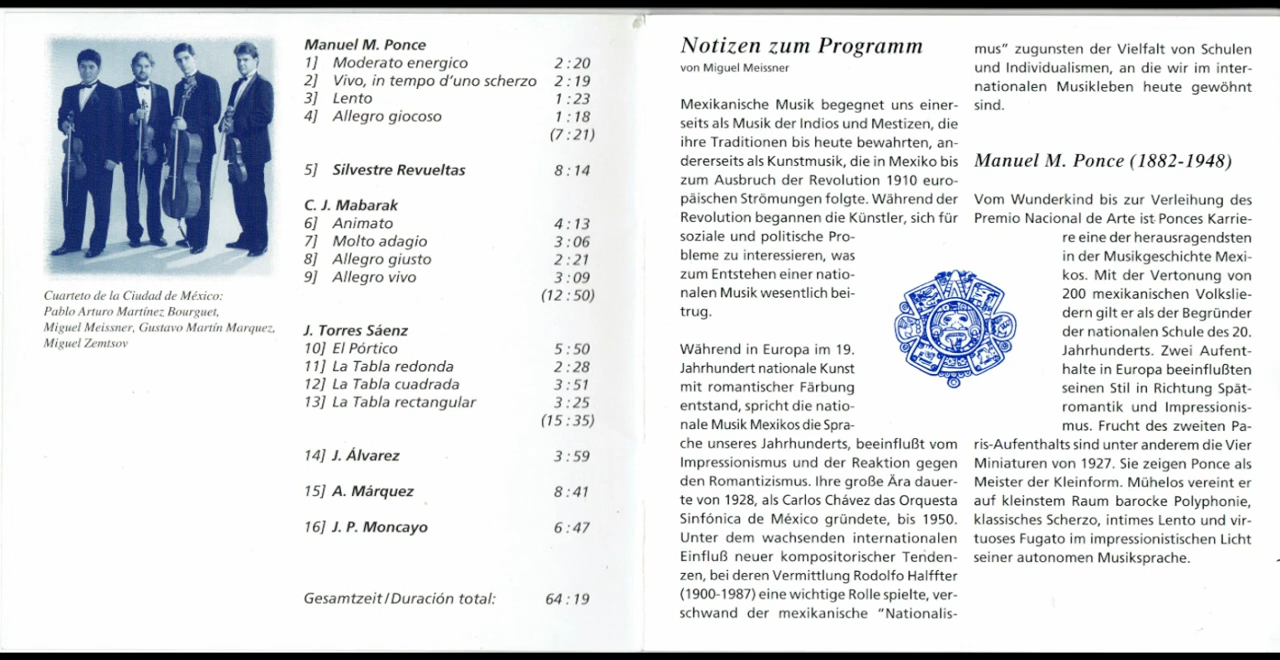 Cuarteto de la Ciudad de México:
Pablo Arturo Martínez Bourguet,
Miguel Meissner, Gustavo Martín Marquez,
Miguel Zemtsov
Manuel M. Ponce
1] Moderato energico 2:20
2] Vivo, in tempo d'uno scherzo 2:19
3] Lento 1:23
4] Allegro giocoso 1:18
(7:21)
5] Silvestre Revueltas 8:14
C. J. Mabarak
6] Animato 4:13
7] Molto adagio 3:06
8] Allegro giusto 2:21
9] Allegro vivo 3:09
(12:50)
J. Torres Sáenz
10] El Pórtico 5:50
11] La Tabla redonda 2:28
12] La Tabla cuadrada 3:51
13] La Tabla rectangular 3:25
(15:35)
14] J. Álvarez 3:59
15] A. Márquez 8:41
16] J. P. Moncayo 6:47
Gesamtzeit/Duración total: 64:19
Notizen zum Programm
von Miguel Meissner
Mexikanische Musik begegnet uns einer-
seits als Musik der Indios und Mestizen, die
ihre Traditionen bis heute bewahrten, an-
dererseits als Kunstmusik, die in Mexiko bis
zum Ausbruch der Revolution 1910 euro-
päischen Strömungen folgte. Während der
Revolution begannen die Künstler, sich für
soziale und politische Pro-
bleme zu interessieren, was
zum Entstehen einer natio-
nalen Musik wesentlich bei-
trug.
Während in Europa im 19.
Jahrhundert nationale Kunst
mit romantischer Färbung
entstand, spricht die natio-
nale Musik Mexikos die Spra-
che unseres Jahrhunderts, beeinflußt vom
Impressionismus und der Reaktion gegen
den Romantizismus. Ihre große Ära dauer-
te von 1928, als Carlos Chávez das Orquesta
Sinfónica de México gründete, bis 1950.
Unter dem wachsenden internationalen
Einfluß neuer kompositorischer Tenden-
zen, bei deren Vermittlung Rodolfo Halffter
(1900-1987) eine wichtige Rolle spielte, ver-
schwand der mexikanische "Nationalis-
mus" zugunsten der Vielfalt von Schulen
und Individualismen, an die wir im inter-
nationalen Musikleben heute gewöhnt
sind.
Manuel M. Ponce (1882-1948)
Vom Wunderkind bis zur Verleihung des
Premio Nacional de Arte ist Ponces Karrie-
re eine der herausragendsten
in der Musikgeschichte Mexi-
kos. Mit der Vertonung von
200 mexikanischen Volkslie-
dern gilt er als der Begründer
der nationalen Schule des 20.
Jahrhunderts. Zwei Aufent-
halte in Europa beeinflußten
seinen Stil in Richtung Spät-
romantik und Impressionis-
mus. Frucht des zweiten Pa-
ris-Aufenthalts sind unter anderem die Vier
Miniaturen von 1927. Sie zeigen Ponce als
Meister der Kleinform. Mühelos vereint er
auf kleinstem Raum barocke Polyphonie,
klassisches Scherzo, intimes Lento und vir-
tuoses Fugato im impressionistischen Licht
seiner autonomen Musiksprache.